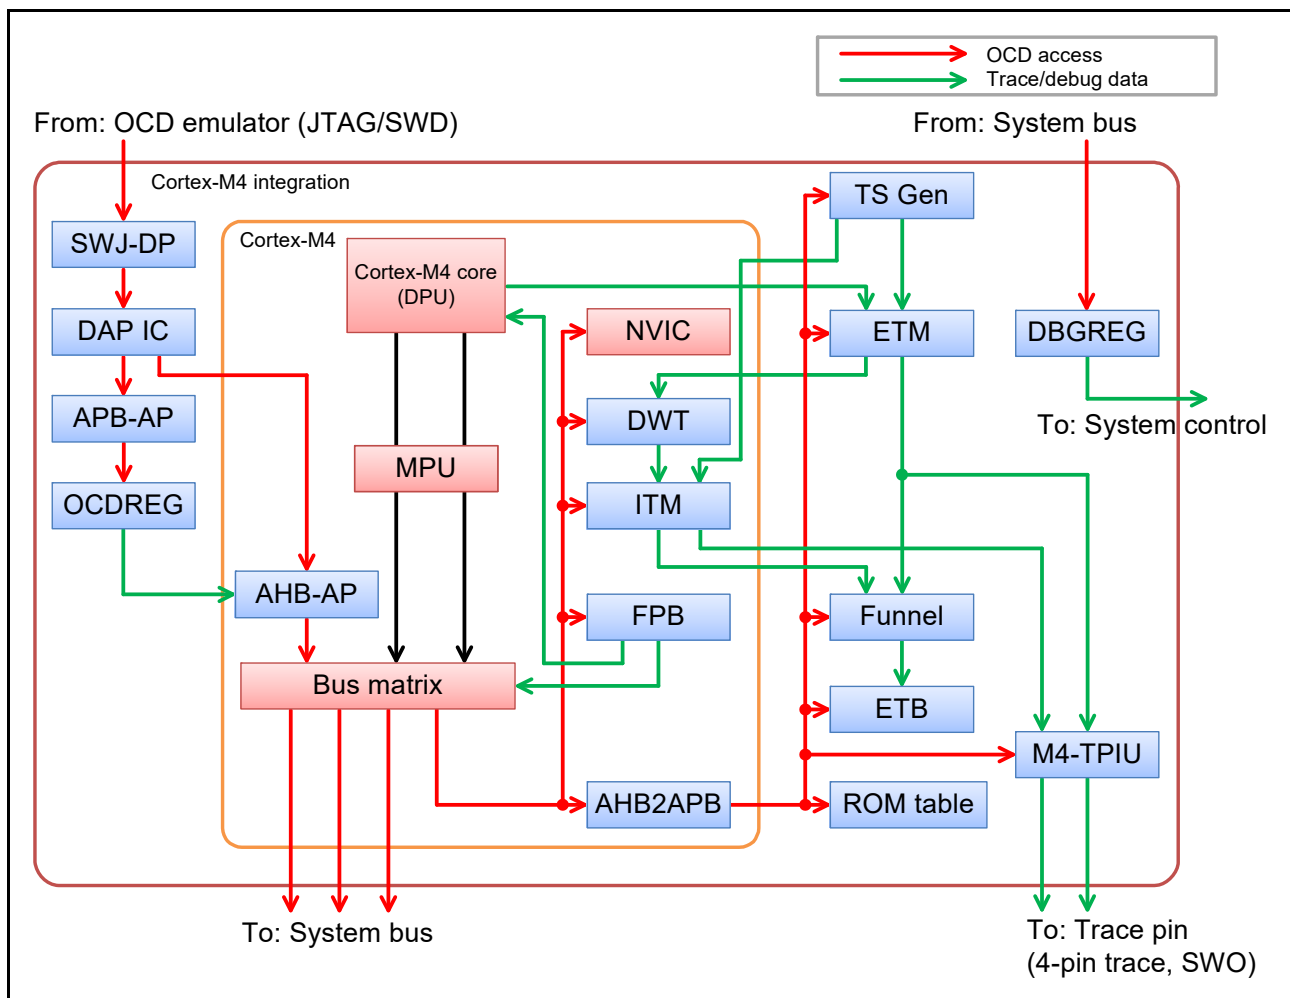 OCD access
Trace/debug data
From: OCD emulator (JTAG/SWD)
From: System bus
Cortex-M4 integration
TS Gen
SWJ-DP
Cortex-M4
Cortex-M4 core
(DPU)
DAP IC
NVIC
ETM
DBGREG
APB-AP
DWT
To: System control
MPU
OCDREG
ITM
AHB-AP
FPB
Funnel
Bus matrix
ETB
M4-TPIU
AHB2APB
ROM table
To: System bus
To: Trace pin
(4-pin trace, SWO)